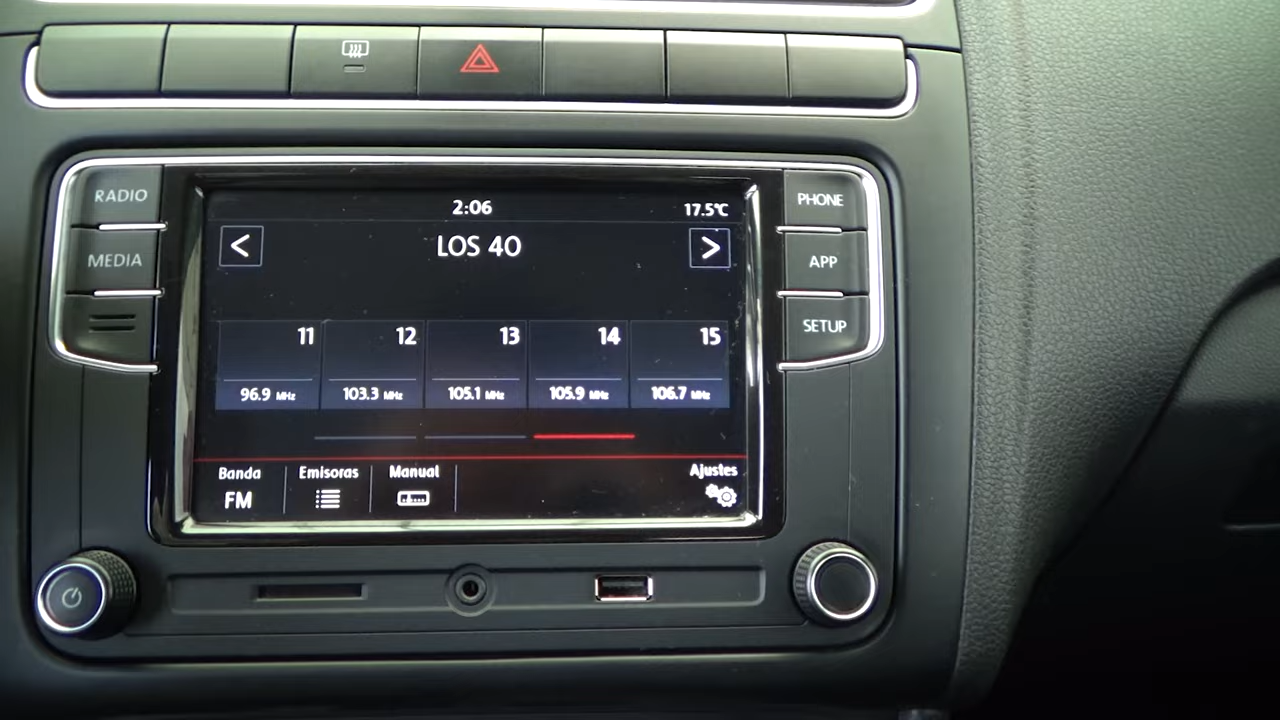 RADIO
MEDIA
2:06
17.5°C
<
LOS 40
>
11 12 13 14 15
96.9 MHz 103.3 MHz 105.1 MHz 105.9 MHz 106.7 MHz
Banda Emisoras Manual Ajustes
FM
PHONE
APP
SETUP